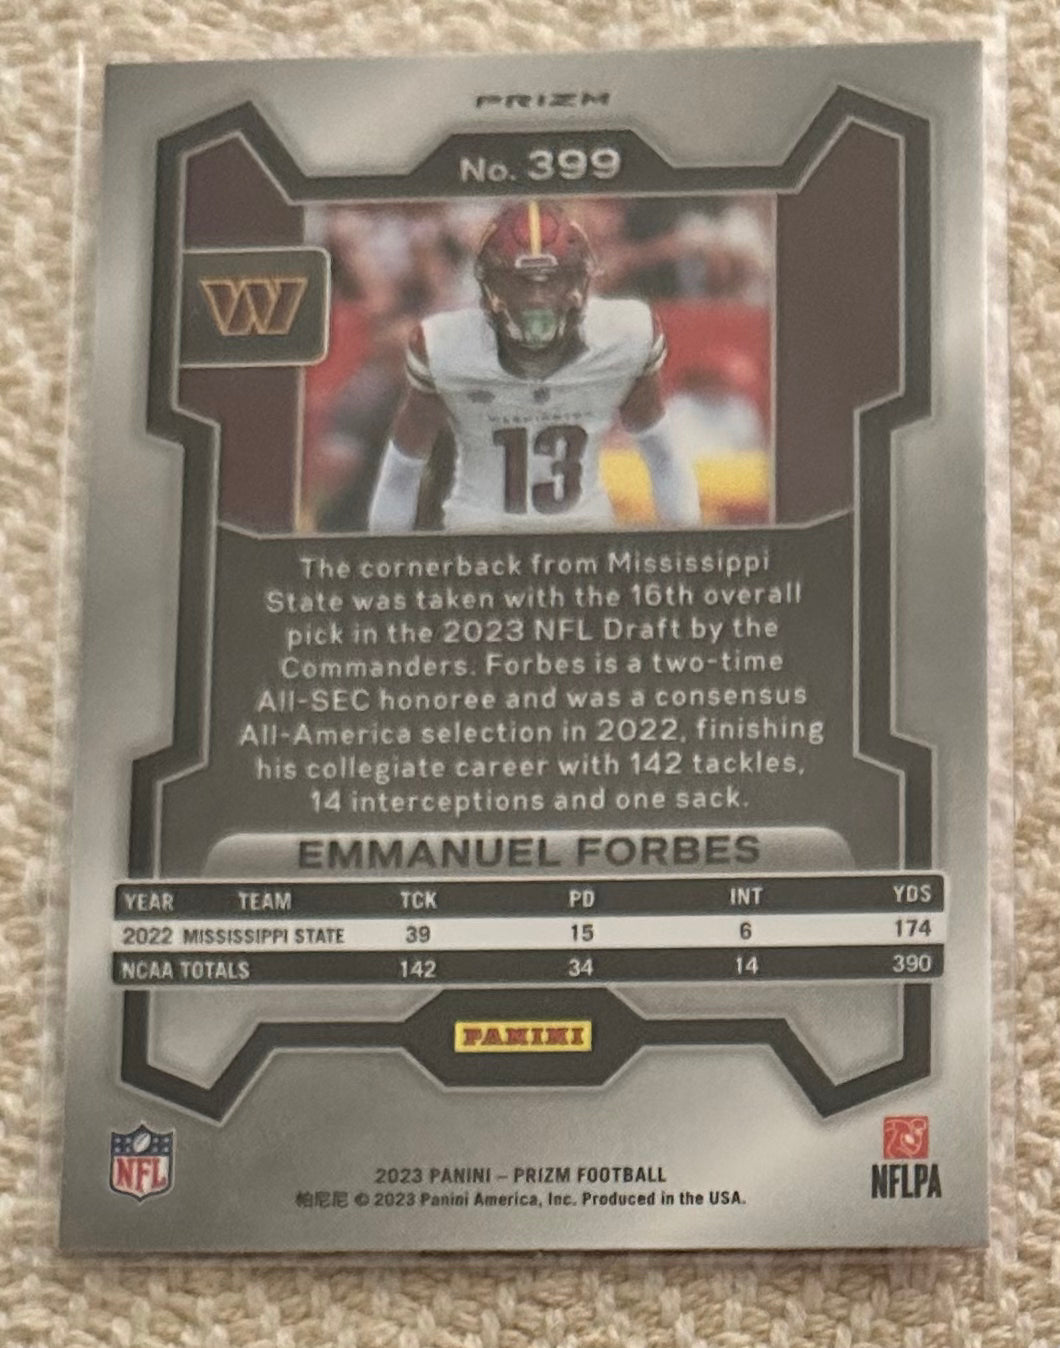 PRIZM
No. 399
W
WASHINGTON
13
The cornerback from Mississippi
State was taken with the 16th overall
pick in the 2023 NFL Draft by the
Commanders. Forbes is a two-time
All-SEC honoree and was a consensus
All-America selection in 2022, finishing
his collegiate career with 142 tackles,
14 interceptions and one sack.
EMMANUEL FORBES
YEAR TEAM TCK PD INT YDS
2022 MISSISSIPPI STATE 39 15 6 174
NCAA TOTALS 142 34 14 390
PANINI
NFL
NFLPA
2023 PANINI – PRIZM FOOTBALL
帕尼尼 © 2023 Panini America, Inc. Produced in the USA.